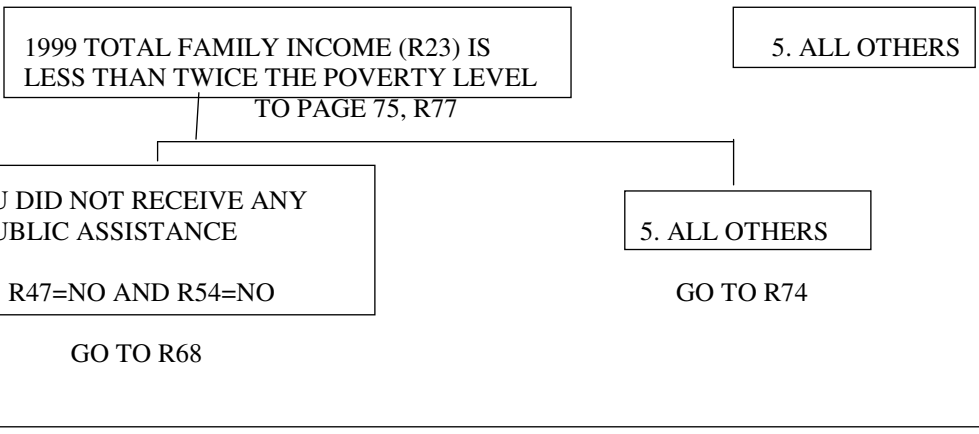 1999 TOTAL FAMILY INCOME (R23) IS
LESS THAN TWICE THE POVERTY LEVEL
5. ALL OTHERS
TO PAGE 75, R77
U DID NOT RECEIVE ANY
UBLIC ASSISTANCE
R47=NO AND R54=NO
GO TO R68
5. ALL OTHERS
GO TO R74